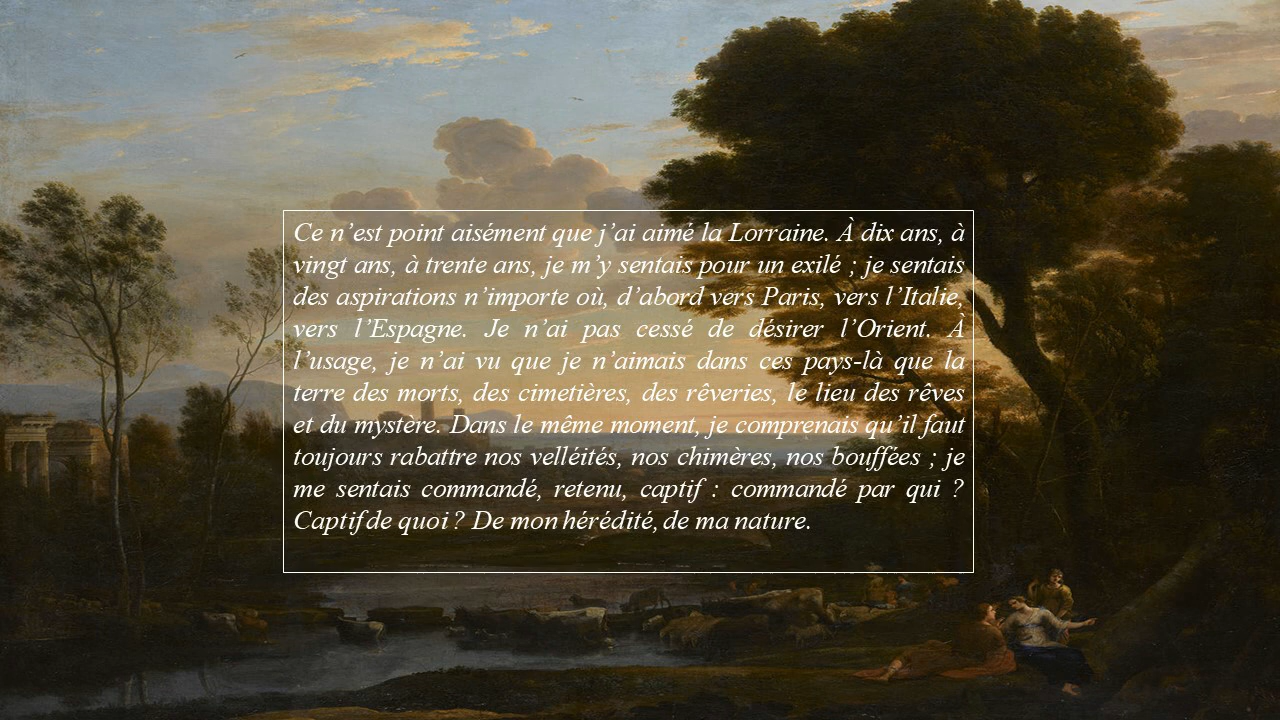 Ce n’est point aisément que j’ai aimé la Lorraine. À dix ans, à
vingt ans, à trente ans, je m’y sentais pour un exilé ; je sentais
des aspirations n’importe où, d’abord vers Paris, vers l’Italie,
vers l’Espagne. Je n’ai pas cessé de désirer l’Orient. À
l’usage, je n’ai vu que je n’aimais dans ces pays-là que la
terre des morts, des cimetières, des rêveries, le lieu des rêves
et du mystère. Dans le même moment, je comprenais qu’il faut
toujours rabattre nos velléités, nos chimères, nos bouffées ; je
me sentais commandé, retenu, captif : commandé par qui ?
Captif de quoi ? De mon hérédité, de ma nature.